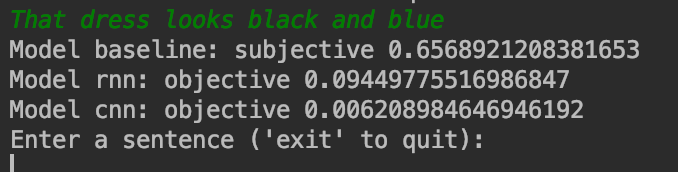 That dress looks black and blue
Model baseline: subjective 0.6568921208381653
Model rnn: objective 0.09449775516986847
Model cnn: objective 0.006208984646946192
Enter a sentence ('exit' to quit):